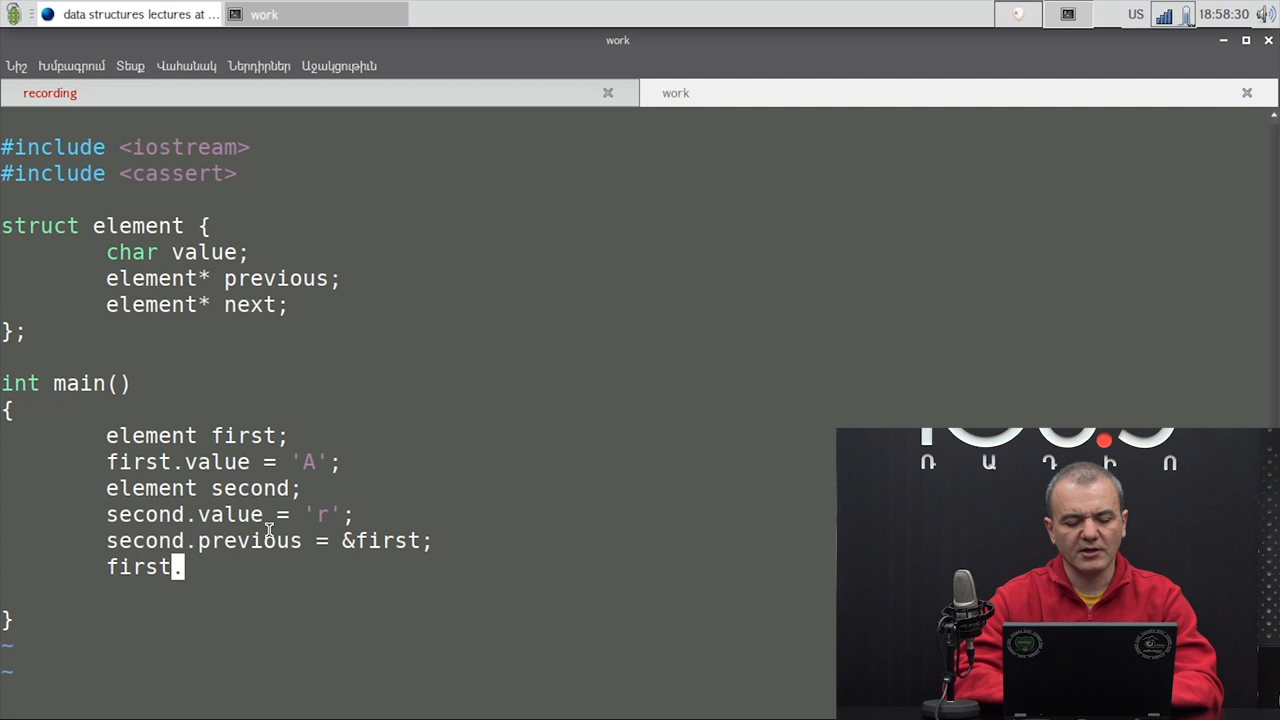 data structures lectures at ...
work
US
18:58:30
work
Նիշ Խմբագրում Տեսք Վահանակ Ներդիրներ Աջակցութիւն
recording
work
#include <iostream>
#include <cassert>
struct element {
char value;
element* previous;
element* next;
};
int main()
{
element first;
first.value = 'A';
element second;
second.value = 'r';
second.previous = &first;
first.
}
~
~
ՌԱԴԻՈ